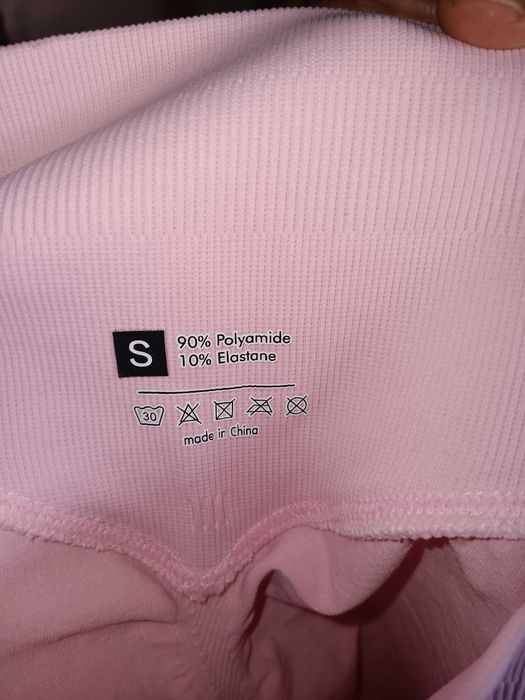 S
90% Polyamide
10% Elastane
30
made in China